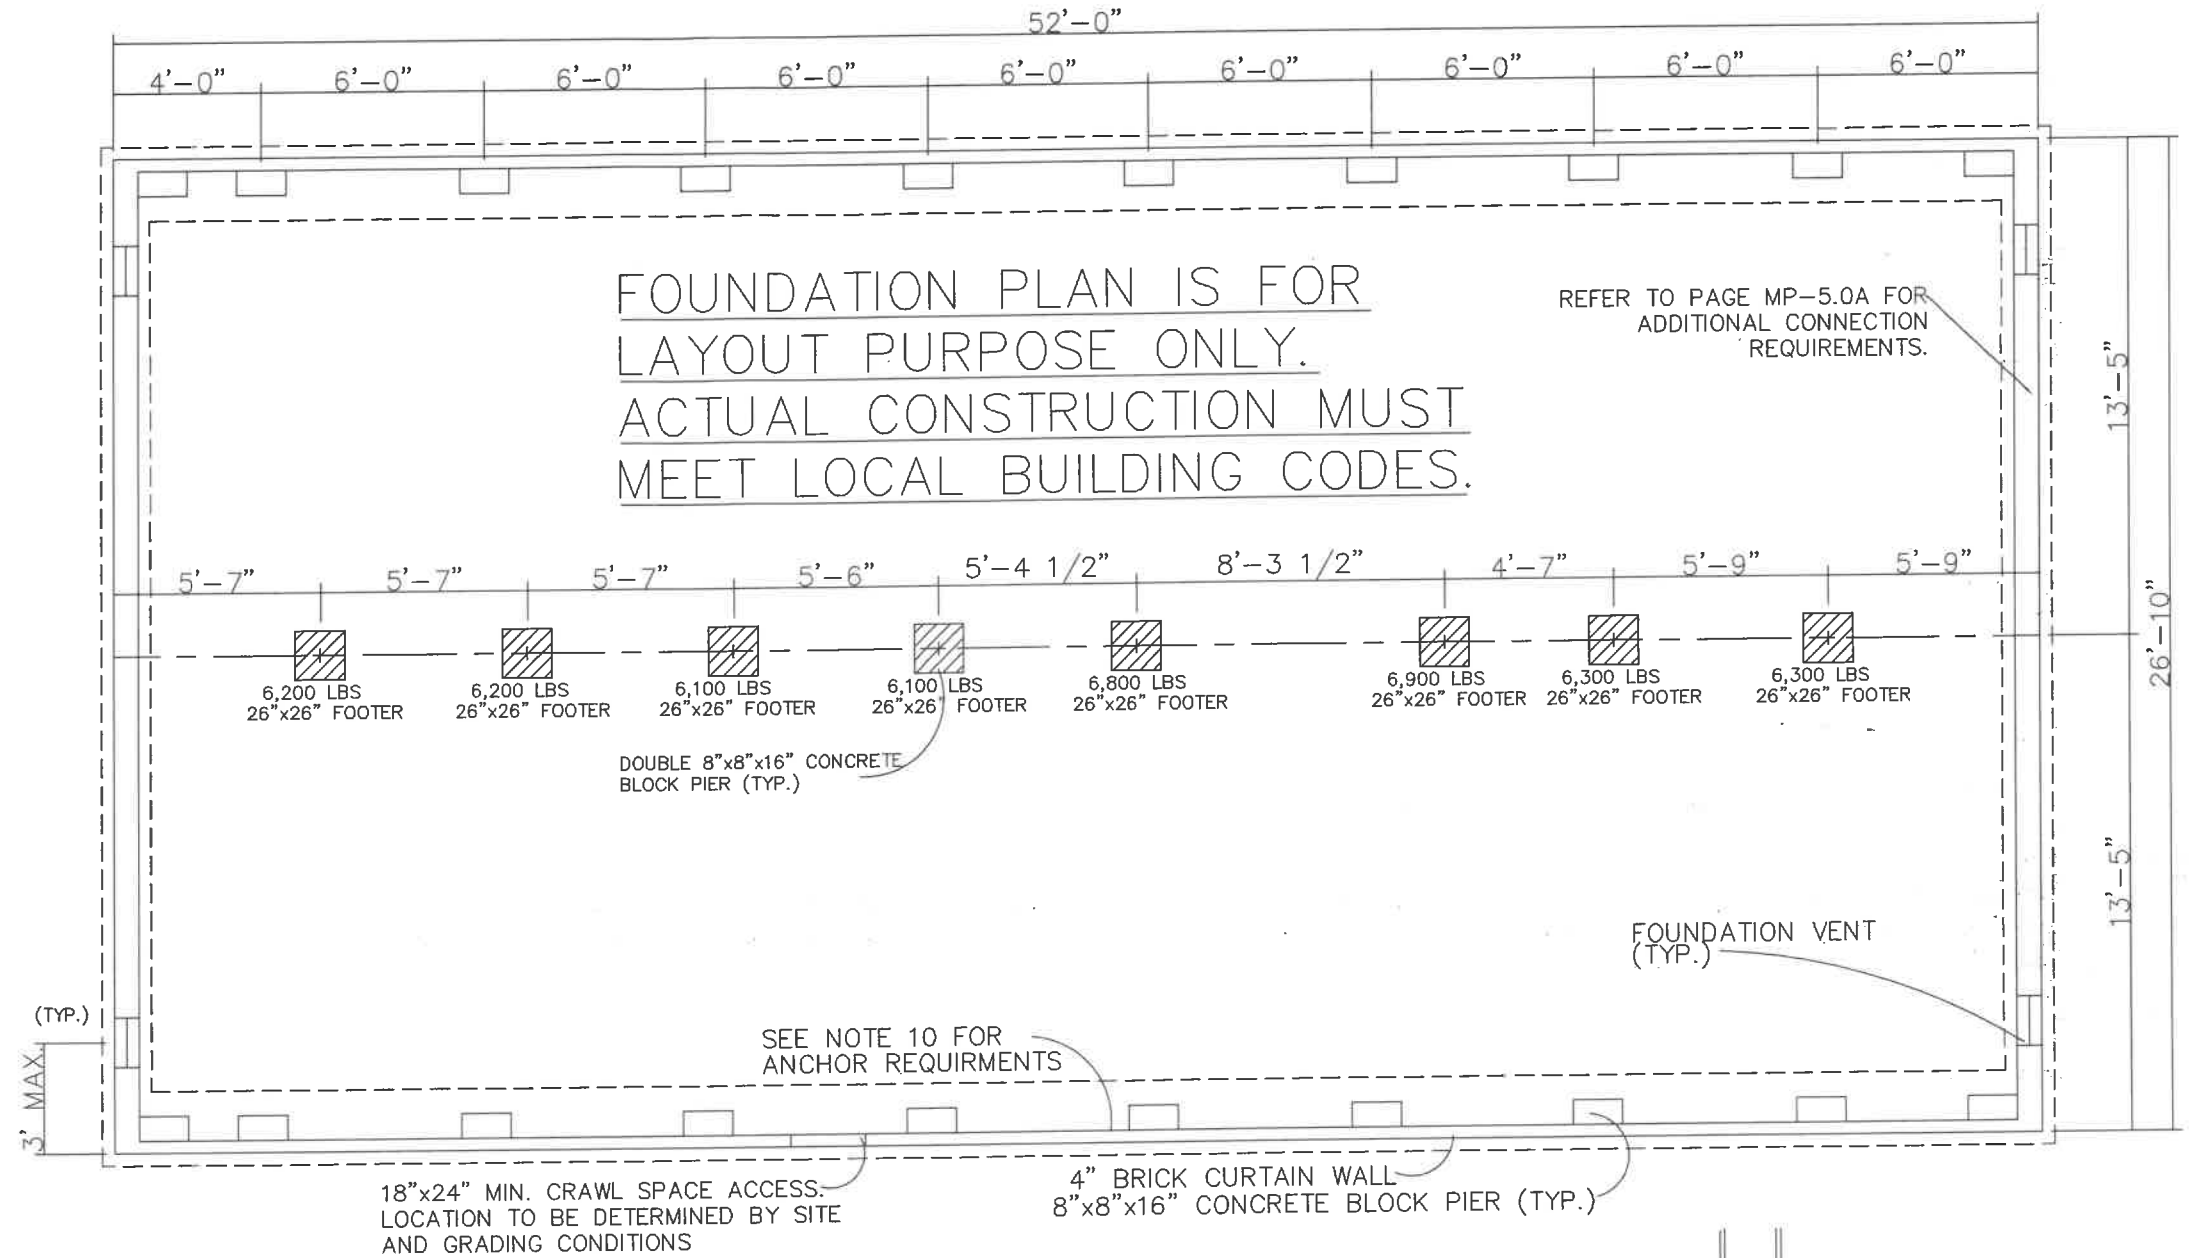 52'-0"
4'-0" 6'-0" 6'-0" 6'-0" 6'-0" 6'-0" 6'-0" 6'-0" 6'-0"
FOUNDATION PLAN IS FOR
LAYOUT PURPOSE ONLY.
ACTUAL CONSTRUCTION MUST
MEET LOCAL BUILDING CODES.
REFER TO PAGE MP-5.0A FOR
ADDITIONAL CONNECTION
REQUIREMENTS.
13'-5"
26'-10"
13'-5"
5'-7" 5'-7" 5'-7" 5'-6" 5'-4 1/2" 8'-3 1/2" 4'-7" 5'-9" 5'-9"
6,200 LBS
26"x26" FOOTER
6,200 LBS
26"x26" FOOTER
6,100 LBS
26"x26" FOOTER
6,100 LBS
26"x26" FOOTER
6,800 LBS
26"x26" FOOTER
6,900 LBS
26"x26" FOOTER
6,300 LBS
26"x26" FOOTER
6,300 LBS
26"x26" FOOTER
DOUBLE 8"x8"x16" CONCRETE
BLOCK PIER (TYP.)
FOUNDATION VENT
(TYP.)
(TYP.)
3' MAX.
SEE NOTE 10 FOR
ANCHOR REQUIRMENTS
18"x24" MIN. CRAWL SPACE ACCESS.
LOCATION TO BE DETERMINED BY SITE
AND GRADING CONDITIONS
4" BRICK CURTAIN WALL
8"x8"x16" CONCRETE BLOCK PIER (TYP.)